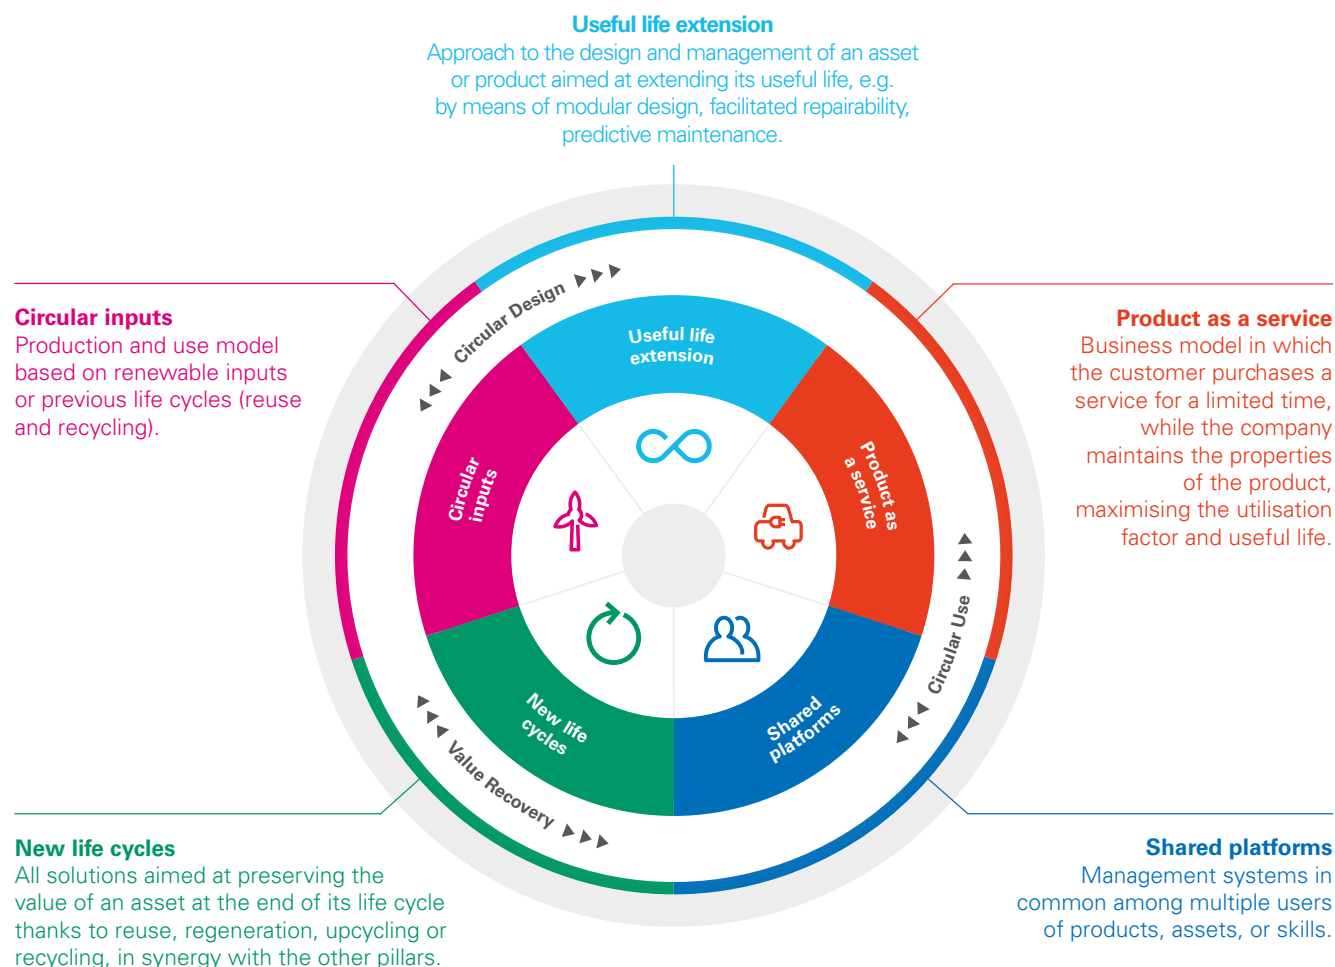 Useful life extension
Approach to the design and management of an asset
or product aimed at extending its useful life, e.g.
by means of modular design, facilitated repairability,
predictive maintenance.
Circular inputs
Production and use model
based on renewable inputs
or previous life cycles (reuse
and recycling).
Product as a service
Business model in which
the customer purchases a
service for a limited time,
while the company
maintains the properties
of the product,
maximising the utilisation
factor and useful life.
Circular Design
Useful life
extension
Circular
inputs
Product as
a service
Circular Use
New life
cycles
Shared
platforms
Value Recovery
New life cycles
All solutions aimed at preserving the
value of an asset at the end of its life cycle
thanks to reuse, regeneration, upcycling or
recycling, in synergy with the other pillars.
Shared platforms
Management systems in
common among multiple users
of products, assets, or skills.